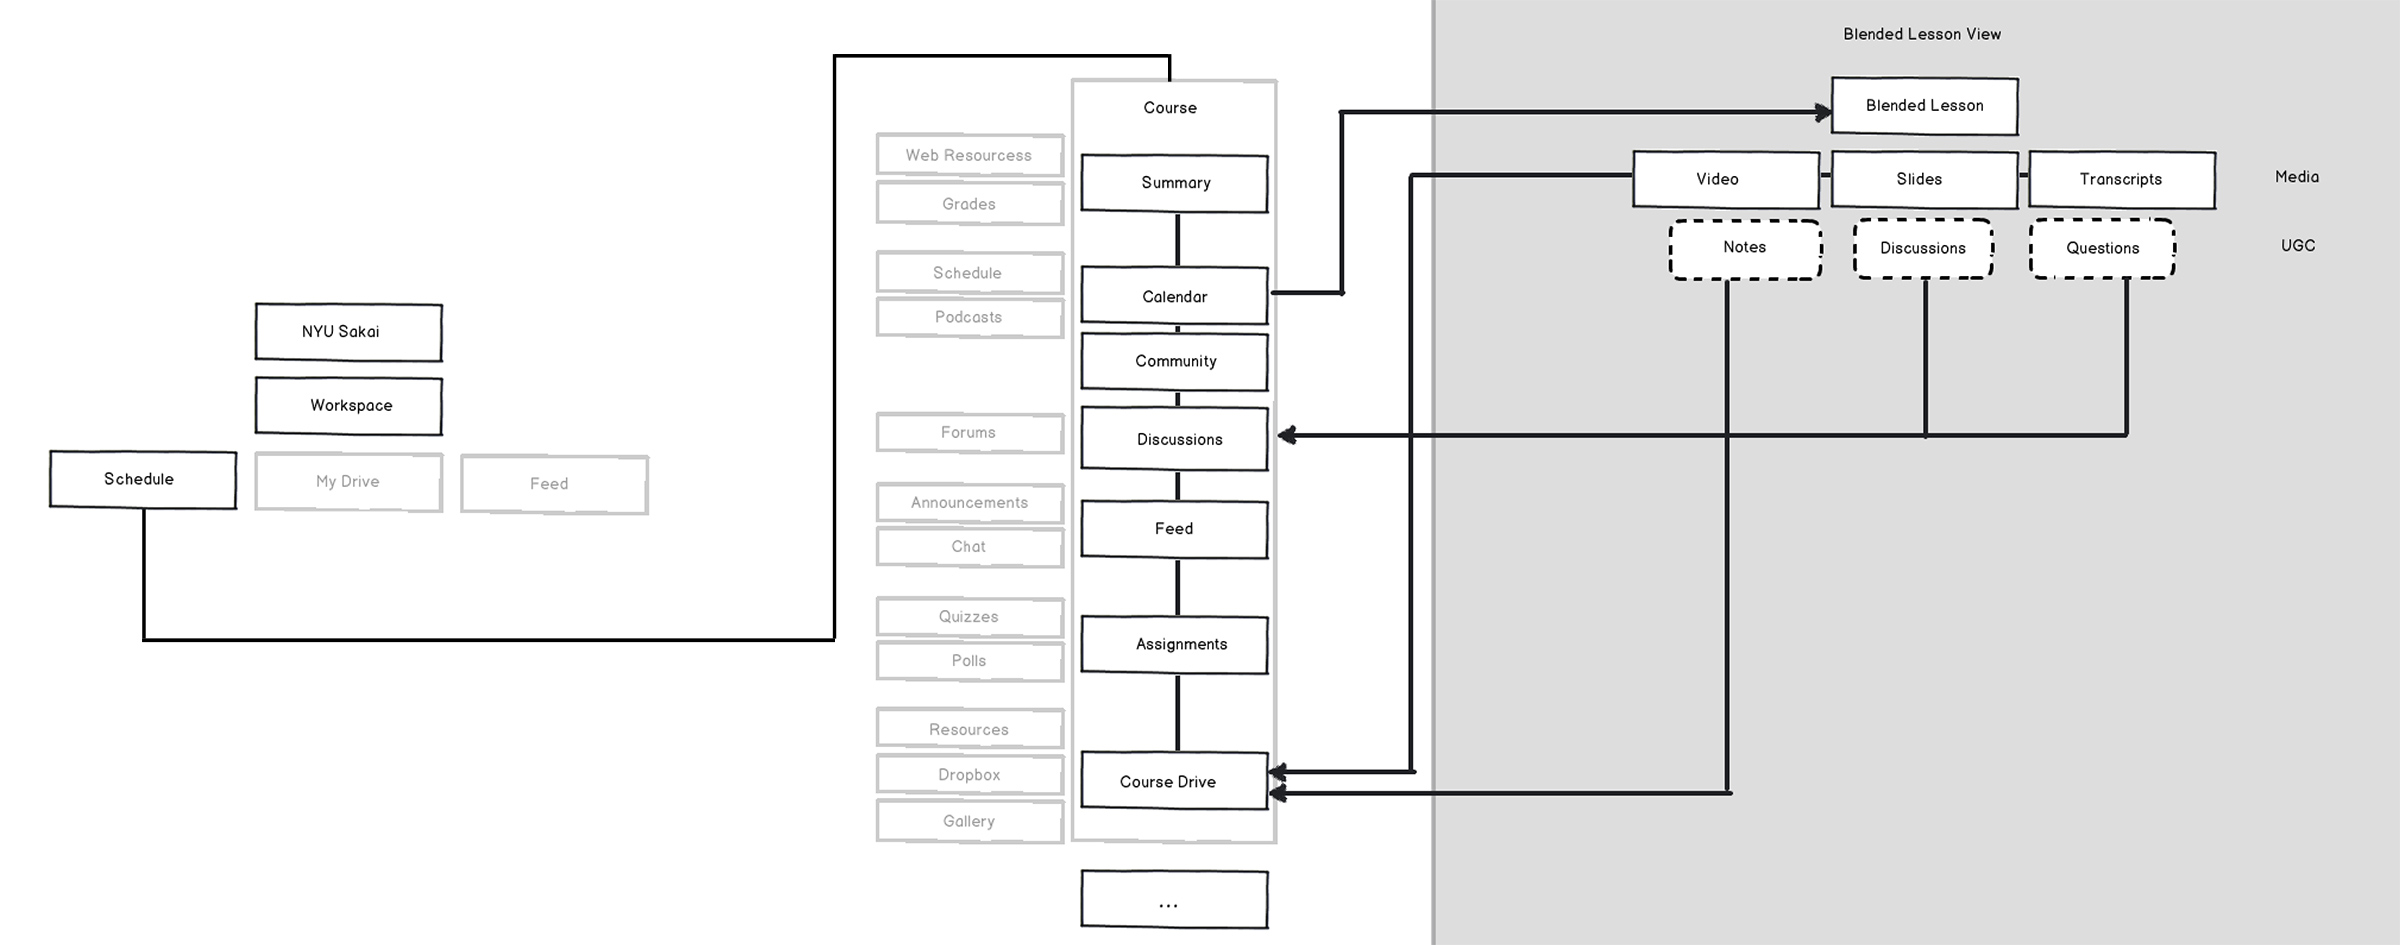 NYU Sakai
Workspace
Schedule
My Drive
Feed
Web Resourcess
Grades
Schedule
Podcasts
Forums
Announcements
Chat
Quizzes
Polls
Resources
Dropbox
Gallery
Course
Summary
Calendar
Community
Discussions
Feed
Assignments
Course Drive
...
Blended Lesson View
Blended Lesson
Video
Slides
Transcripts
Media
Notes
Discussions
Questions
UGC